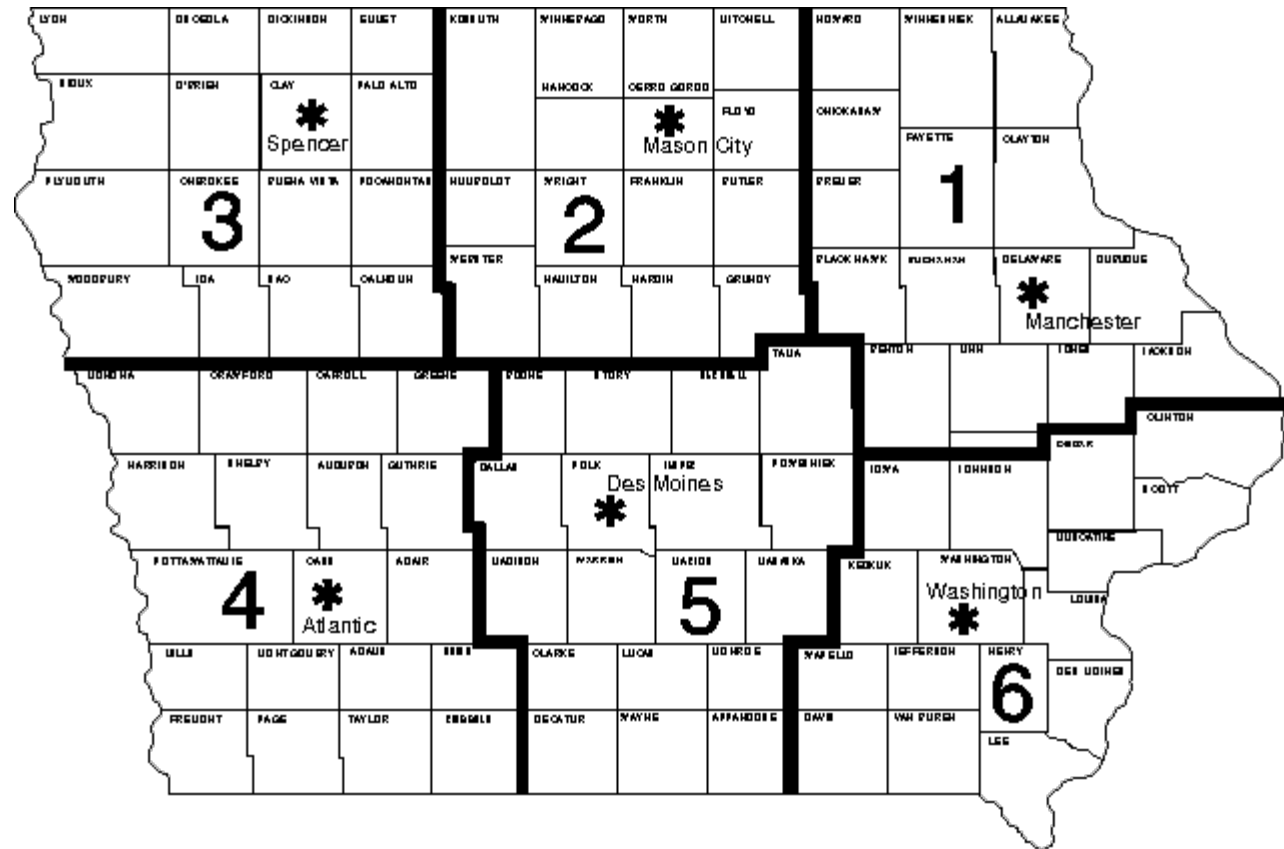 LYON OSCEOLA DICKINSON EMMET KOSSUTH WINNEBAGO WORTH MITCHELL HOWARD WINNESHIEK ALLAMAKEE
SIOUX O'BRIEN CLAY PALO ALTO HANCOCK CERRO GORDO FLOYD CHICKASAW
Spencer Mason City
FAYETTE CLAYTON
PLYMOUTH CHEROKEE BUENA VISTA POCAHONTAS HUMBOLDT WRIGHT FRANKLIN BUTLER BREMER
3 2 1
WEBSTER BLACK HAWK BUCHANAN DELAWARE DUBUQUE
WOODBURY IDA SAC CALHOUN HAMILTON HARDIN GRUNDY
Manchester
TAMA BENTON LINN JONES JACKSON
MONONA CRAWFORD CARROLL GREENE BOONE STORY MARSHALL
CLINTON
CEDAR
HARRISON SHELBY AUDUBON GUTHRIE DALLAS POLK JASPER POWESHIEK IOWA JOHNSON
Des Moines
SCOTT
MUSCATINE
POTTAWATTAMIE CASS ADAIR MADISON WARREN MARION MAHASKA KEOKUK WASHINGTON
4 5
Washington
LOUISA
Atlantic
MILLS MONTGOMERY ADAMS UNION CLARKE LUCAS MONROE WAPELLO JEFFERSON HENRY
6
DES MOINES
FREMONT PAGE TAYLOR RINGGOLD DECATUR WAYNE APPANOOSE DAVIS VAN BUREN
LEE